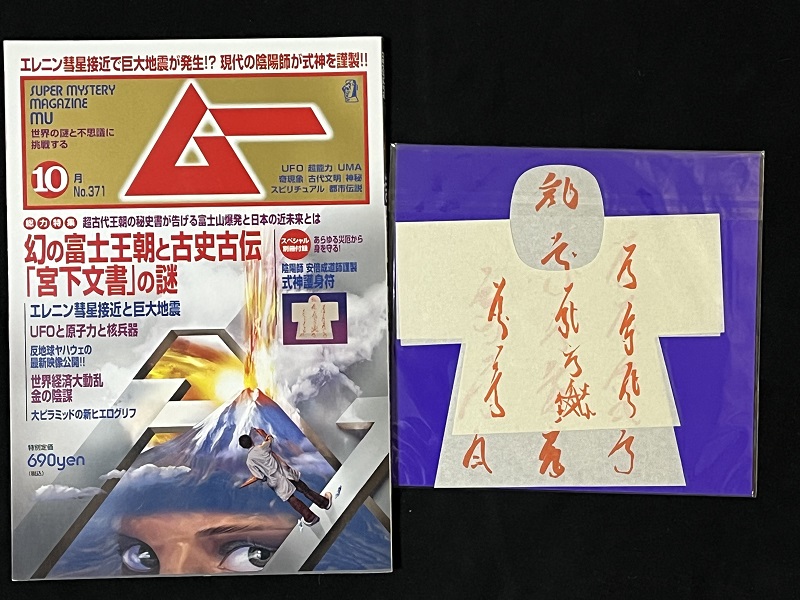 エレニン彗星接近で巨大地震が発生!? 現代の陰陽師が式神を謹製!!
SUPER MYSTERY
MAGAZINE
MU
世界の謎と不思議に
挑戦する
ムー
10月
No.371
UFO 超能力 UMA
奇現象 古代文明 神秘
スピリチュアル 都市伝説
総力特集 超古代王朝の秘史書が告げる富士山爆発と日本の近未来とは
幻の富士王朝と古史古伝
「宮下文書」の謎
スペシャル
別冊付録
あらゆる災厄から
身を守る!
陰陽師 安倍成道師謹製
式神護身符
エレニン彗星接近と巨大地震
UFOと原子力と核兵器
反地球ヤハウェの
最新映像公開!!
世界経済大動乱
金の陰謀
大ピラミッドの新ヒエログリフ
特別定価
690yen
(税込)